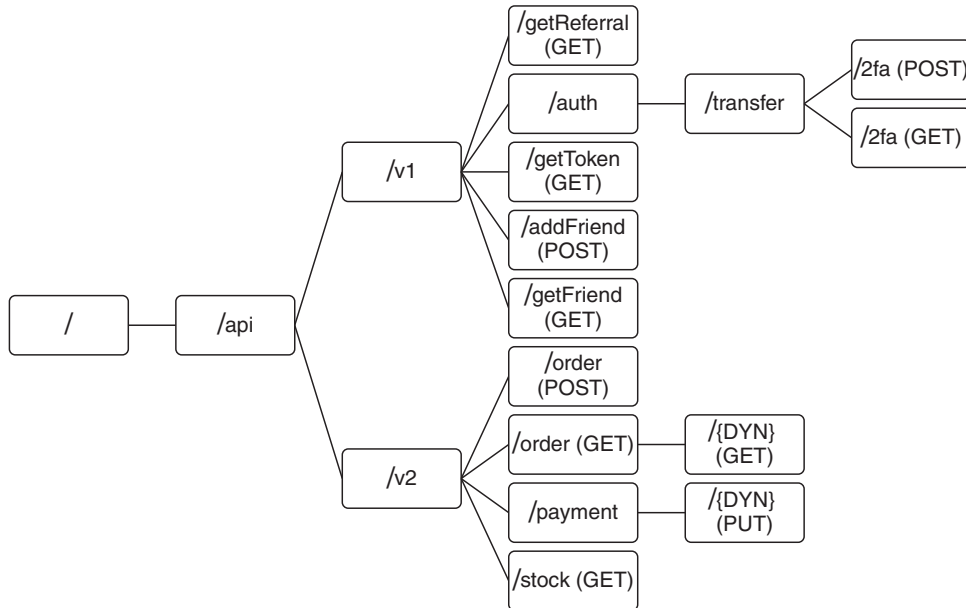 /
/api
/v1
/getReferral
(GET)
/auth
/transfer
/2fa (POST)
/2fa (GET)
/getToken
(GET)
/addFriend
(POST)
/getFriend
(GET)
/v2
/order
(POST)
/order (GET)
/{DYN}
(GET)
/payment
/{DYN}
(PUT)
/stock (GET)